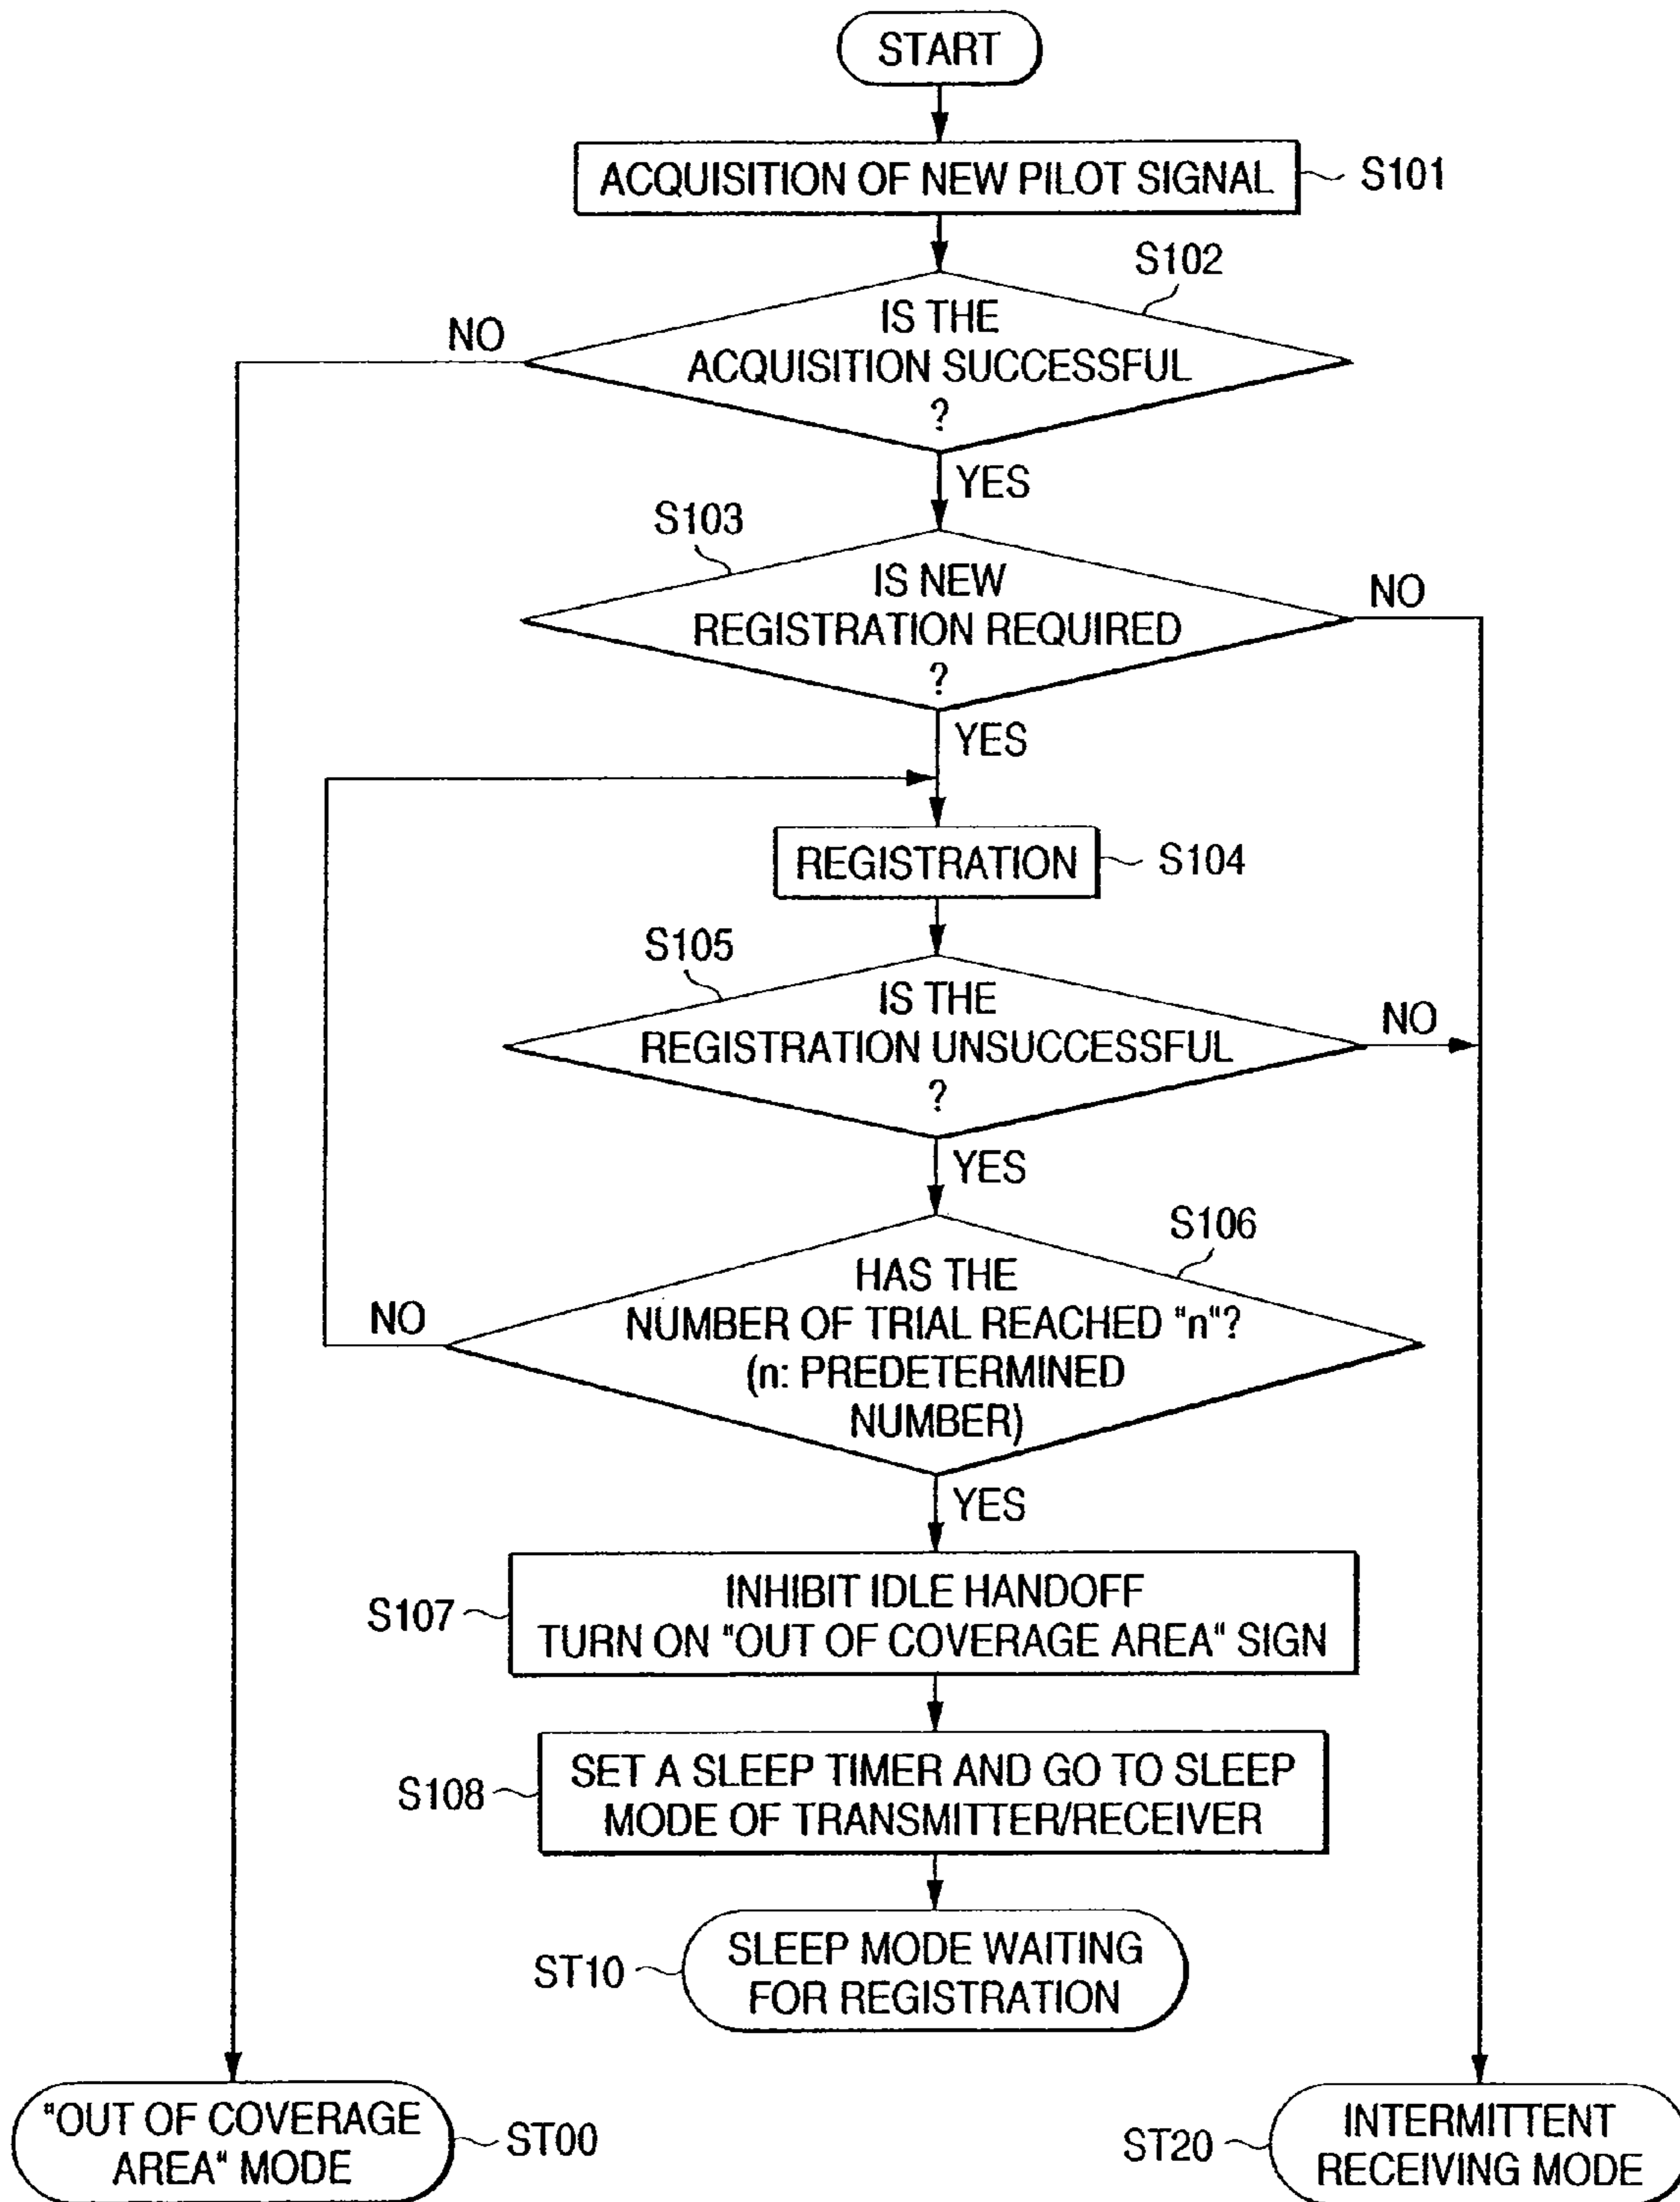 START
ACQUISITION OF NEW PILOT SIGNAL
S101
S102
IS THE
ACQUISITION SUCCESSFUL
?
NO
YES
S103
IS NEW
REGISTRATION REQUIRED
?
NO
YES
REGISTRATION
S104
S105
IS THE
REGISTRATION UNSUCCESSFUL
?
NO
YES
S106
HAS THE
NUMBER OF TRIAL REACHED "n"?
(n: PREDETERMINED
NUMBER)
NO
YES
S107
INHIBIT IDLE HANDOFF
TURN ON "OUT OF COVERAGE AREA" SIGN
S108
SET A SLEEP TIMER AND GO TO SLEEP
MODE OF TRANSMITTER/RECEIVER
ST10
SLEEP MODE WAITING
FOR REGISTRATION
"OUT OF COVERAGE
AREA" MODE
ST00
ST20
INTERMITTENT
RECEIVING MODE